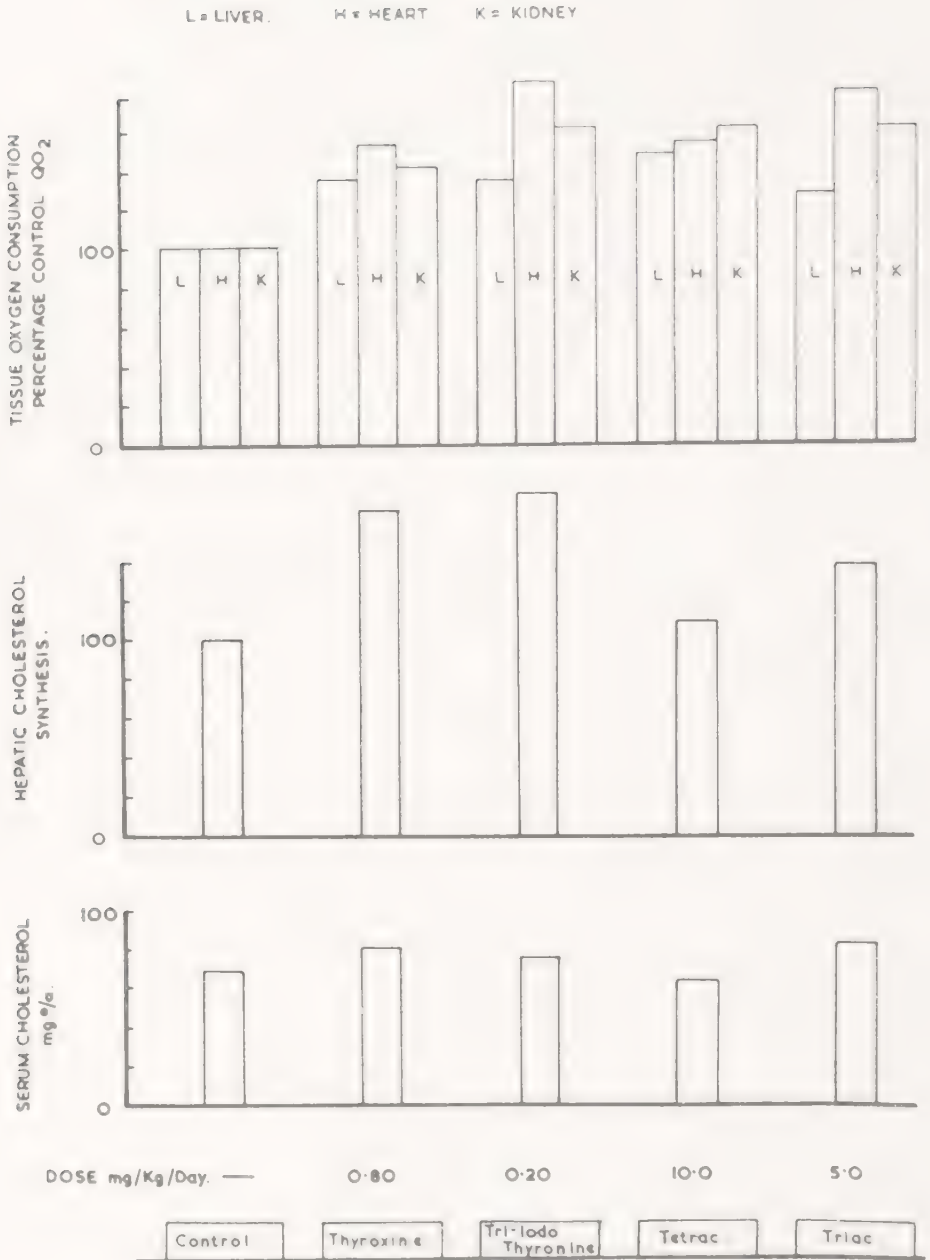 L = LIVER. H = HEART K = KIDNEY
TISSUE OXYGEN CONSUMPTION
PERCENTAGE CONTROL QO2
100
0
L H K L H K L H K L H K L H K
HEPATIC CHOLESTEROL
SYNTHESIS.
100
0
SERUM CHOLESTEROL
mg%.
100
0
DOSE mg/Kg/Day. — 0·80 0·20 10·0 5·0
Control Thyroxine Tri-Iodo Thyronine Tetrac Triac